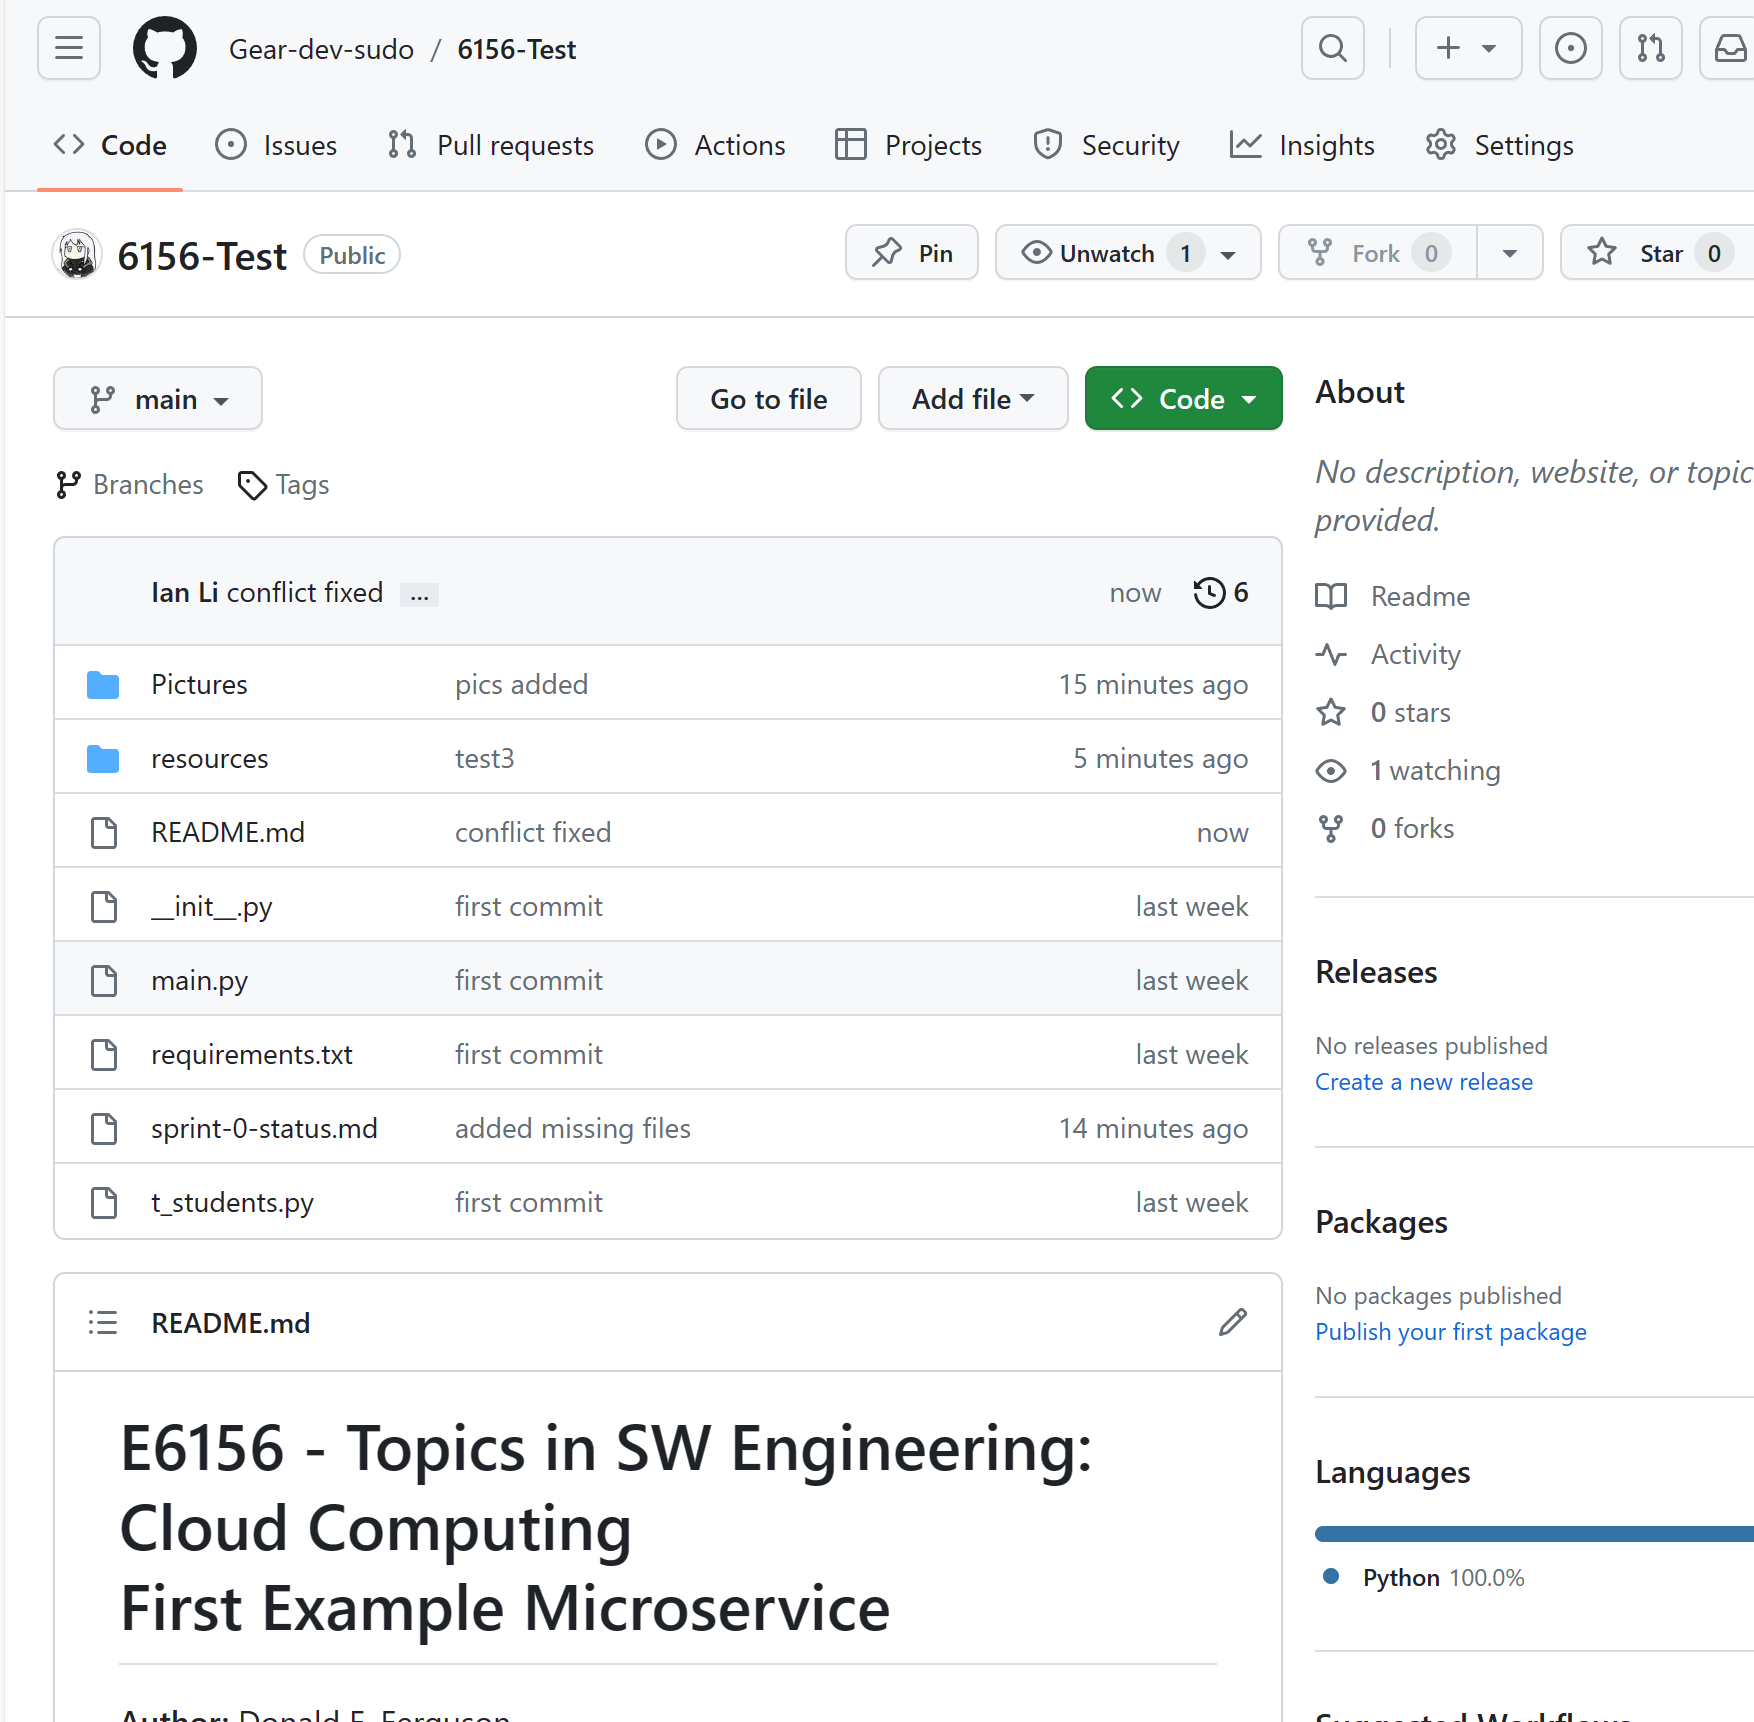 Gear-dev-sudo / 6156-Test
Code Issues Pull requests Actions Projects Security Insights Settings
6156-Test Public Pin Unwatch 1 Fork 0 Star 0
main Go to file Add file Code
Branches Tags
Ian Li conflict fixed ... now 6
Pictures pics added 15 minutes ago
resources test3 5 minutes ago
README.md conflict fixed now
__init__.py first commit last week
main.py first commit last week
requirements.txt first commit last week
sprint-0-status.md added missing files 14 minutes ago
t_students.py first commit last week
README.md
E6156 - Topics in SW Engineering:
Cloud Computing
First Example Microservice
Author: Donald F. Ferguson
About
No description, website, or topic
provided.
Readme
Activity
0 stars
1 watching
0 forks
Releases
No releases published
Create a new release
Packages
No packages published
Publish your first package
Languages
Python 100.0%
Suggested Workflows